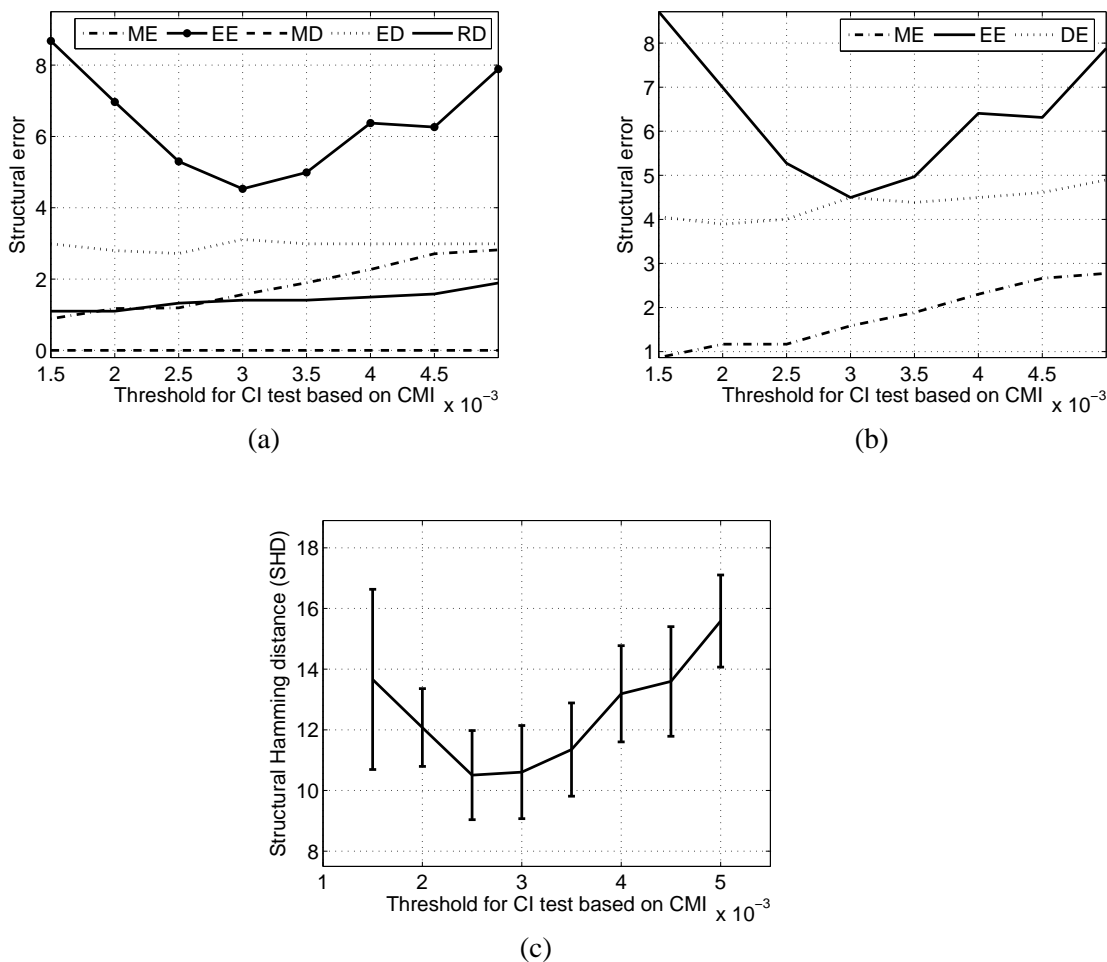 ME EE MD ED RD
8
6
4
2
0
Structural error
1.5 2 2.5 3 3.5 4 4.5
Threshold for CI test based on CMI x 10⁻³
(a)
ME EE DE
8
7
6
5
4
3
2
1
Structural error
1.5 2 2.5 3 3.5 4 4.5
Threshold for CI test based on CMI x 10⁻³
(b)
18
16
14
12
10
8
Structural Hamming distance (SHD)
1 2 3 4 5
Threshold for CI test based on CMI x 10⁻³
(c)